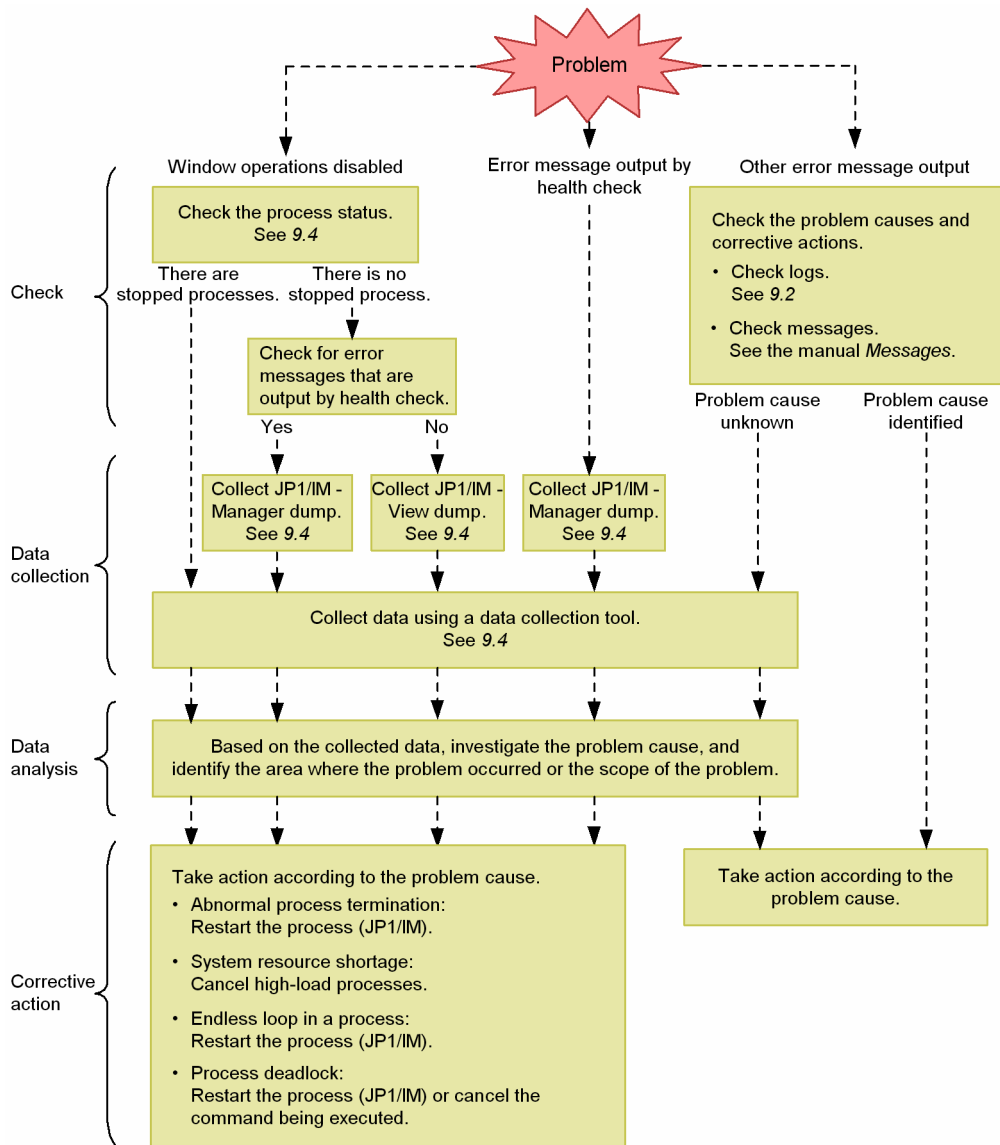 Problem
Window operations disabled
Error message output by
health check
Other error message output
Check
Check the process status.
See 9.4
There are
stopped processes.
There is no
stopped process.
Check for error
messages that are
output by health check.
Yes
No
Check the problem causes and
corrective actions.
• Check logs.
See 9.2
• Check messages.
See the manual Messages.
Problem cause
unknown
Problem cause
identified
Data
collection
Collect JP1/IM -
Manager dump.
See 9.4
Collect JP1/IM -
View dump.
See 9.4
Collect JP1/IM -
Manager dump.
See 9.4
Collect data using a data collection tool.
See 9.4
Data
analysis
Based on the collected data, investigate the problem cause, and
identify the area where the problem occurred or the scope of the problem.
Corrective
action
Take action according to the problem cause.
• Abnormal process termination:
Restart the process (JP1/IM).
• System resource shortage:
Cancel high-load processes.
• Endless loop in a process:
Restart the process (JP1/IM).
• Process deadlock:
Restart the process (JP1/IM) or cancel the
command being executed.
Take action according to the
problem cause.